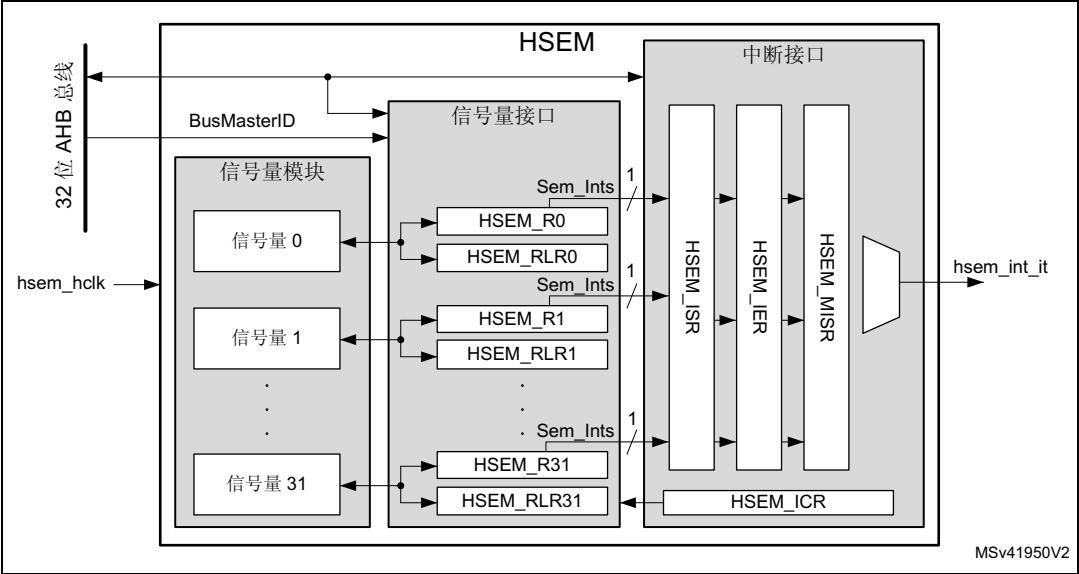 HSEM
中断接口
32 位 AHB 总线
BusMasterID
信号量接口
信号量模块
Sem_Ints
1
HSEM_R0
信号量 0
HSEM_RLR0
hsem_hclk
Sem_Ints
1
HSEM_R1
信号量 1
HSEM_RLR1
.
.
.
.
.
.
Sem_Ints
1
HSEM_R31
信号量 31
HSEM_RLR31
HSEM_ISR
HSEM_IER
HSEM_MISR
hsem_int_it
HSEM_ICR
MSv41950V2